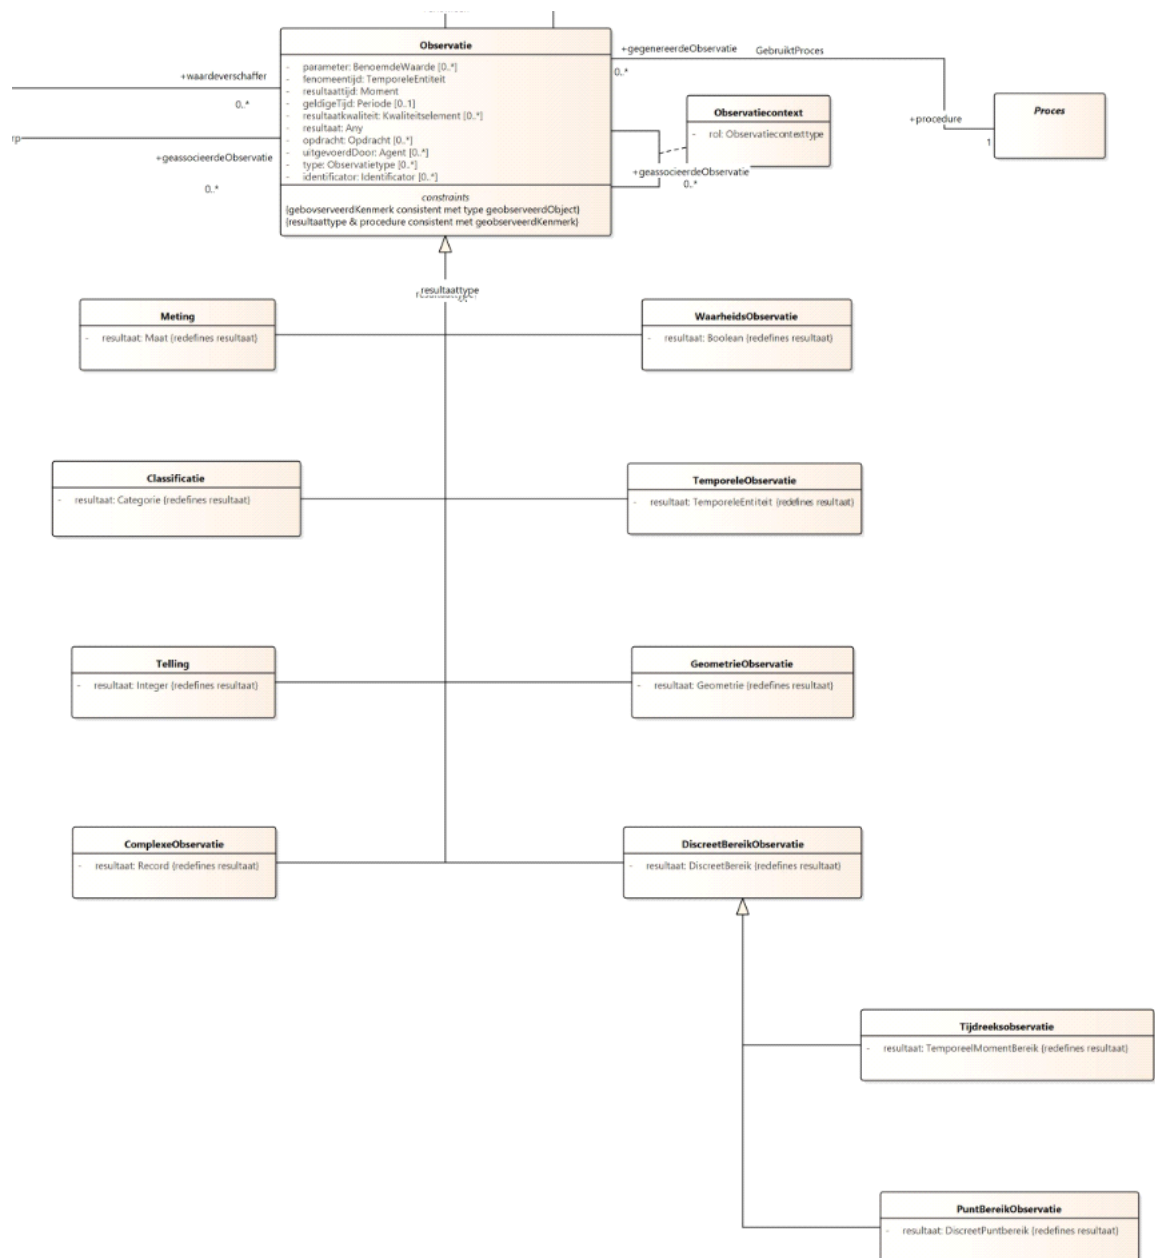 Observatie
- parameter: BenoemdeWaarde [0..*]
- fenomeentijd: TemporeleEntiteit
- resultaattijd: Moment
- geldigeTijd: Periode [0..1]
- resultaatkwaliteit: Kwaliteitselement [0..*]
- resultaat: Any
- opdracht: Opdracht [0..*]
- uitgevoerdDoor: Agent [0..*]
- type: Observatietype [0..*]
- identificator: Identificator [0..*]
constraints
{gebovserveerdKenmerk consistent met type geobserveerdObject}
{resultaattype & procedure consistent met geobserveerdKenmerk}
+waardeverschaffer
0..*
rp
+geassocieerdeObservatie
0..*
+gegenereerdeObservatie
GebruiktProces
0..*
Observatiecontext
- rol: Observatiecontexttype
+geassocieerdeObservatie
0..*
+procedure
1
Proces
resultaattype
Meting
- resultaat: Maat {redefines resultaat}
WaarheidsObservatie
- resultaat: Boolean {redefines resultaat}
Classificatie
- resultaat: Categorie {redefines resultaat}
TemporeleObservatie
- resultaat: TemporeleEntiteit {redefines resultaat}
Telling
- resultaat: Integer {redefines resultaat}
GeometrieObservatie
- resultaat: Geometrie {redefines resultaat}
ComplexeObservatie
- resultaat: Record {redefines resultaat}
DiscreetBereikObservatie
- resultaat: DiscreetBereik {redefines resultaat}
Tijdreeksobservatie
- resultaat: TemporeelMomentBereik {redefines resultaat}
PuntBereikObservatie
- resultaat: DiscreetPuntbereik {redefines resultaat}